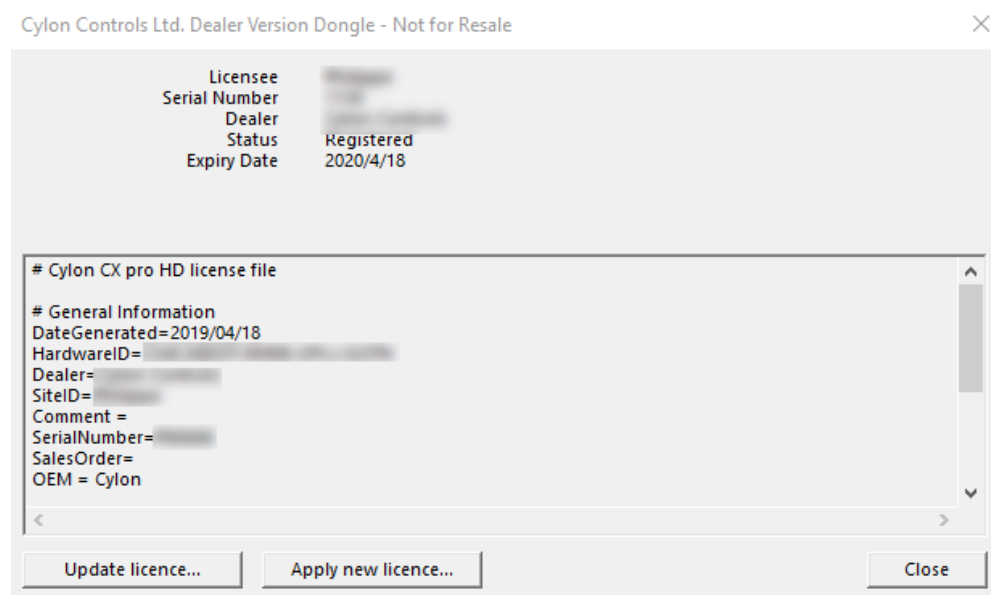 Cylon Controls Ltd. Dealer Version Dongle - Not for Resale
Licensee
Serial Number
Dealer
Status Registered
Expiry Date 2020/4/18
# Cylon CX pro HD license file
# General Information
DateGenerated=2019/04/18
HardwareID=
Dealer=
SiteID=
Comment =
SerialNumber=
SalesOrder=
OEM = Cylon
Update licence...
Apply new licence...
Close